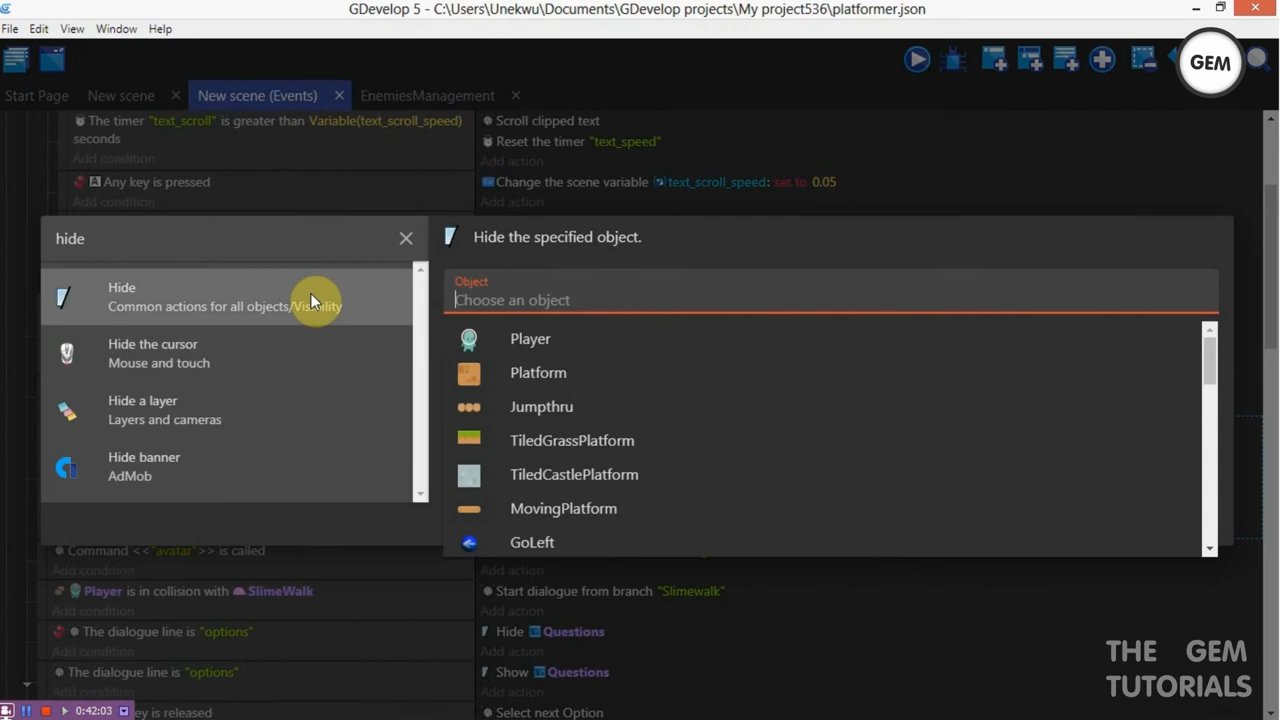 GDevelop 5 - C:\Users\Unekwu\Documents\GDevelop projects\My project536\platformer.json
File Edit View Window Help
GEM
Start Page New scene New scene (Events) EnemiesManagement
The timer "text_scroll" is greater than Variable(text_scroll_speed)
seconds
Add condition
Scroll clipped text
Reset the timer "text_speed"
Add action
Any key is pressed
Add condition
Change the scene variable text_scroll_speed: set to 0.05
Add action
hide
Hide
Common actions for all objects/Visibility
Hide the cursor
Mouse and touch
Hide a layer
Layers and cameras
Hide banner
AdMob
Hide the specified object.
Object
Choose an object
Player
Platform
Jumpthru
TiledGrassPlatform
TiledCastlePlatform
MovingPlatform
GoLeft
Command <<"avatar">> is called
Add condition
Add action
Player is in collision with SlimeWalk
Add condition
Start dialogue from branch "Slimewalk"
Add action
The dialogue line is "options"
Add condition
Hide Questions
Add action
The dialogue line is "options"
Add condition
Show Questions
Add action
key is released
Select next Option
THE GEM
TUTORIALS
0:42:03